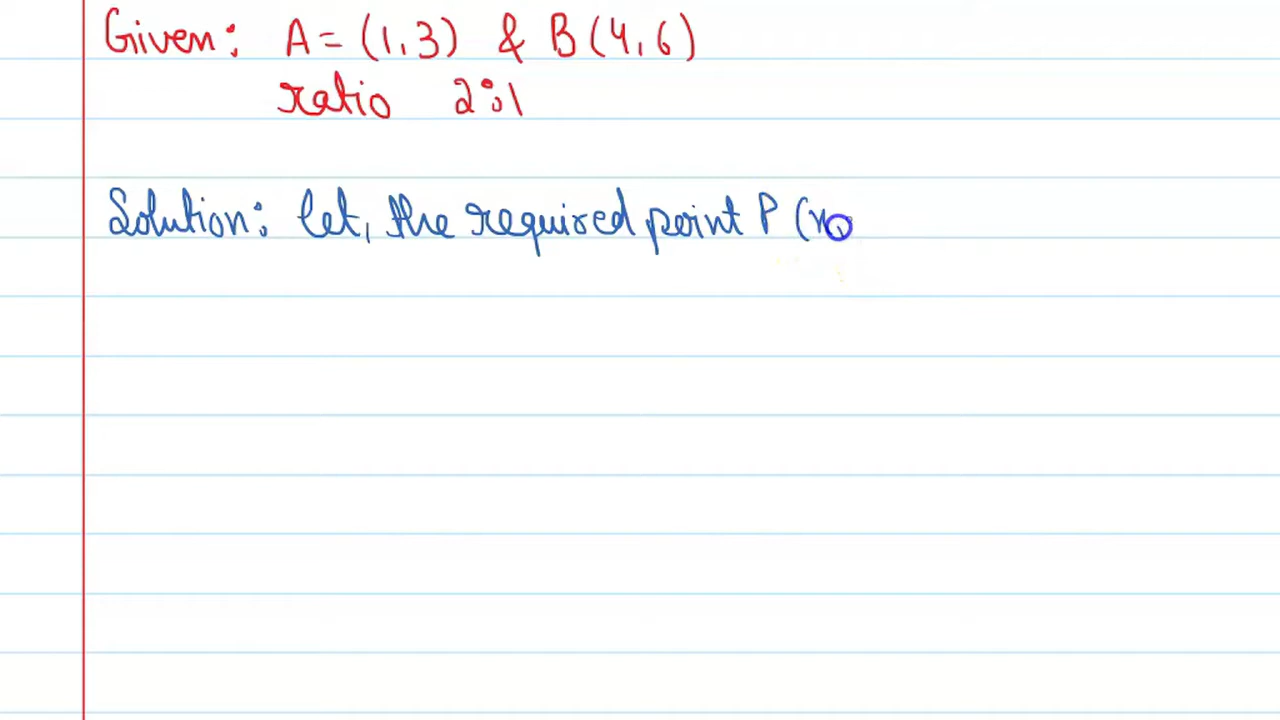 Given: A = (1,3) & B(4,6)
ratio 2:1
Solution: let, the required point P (x